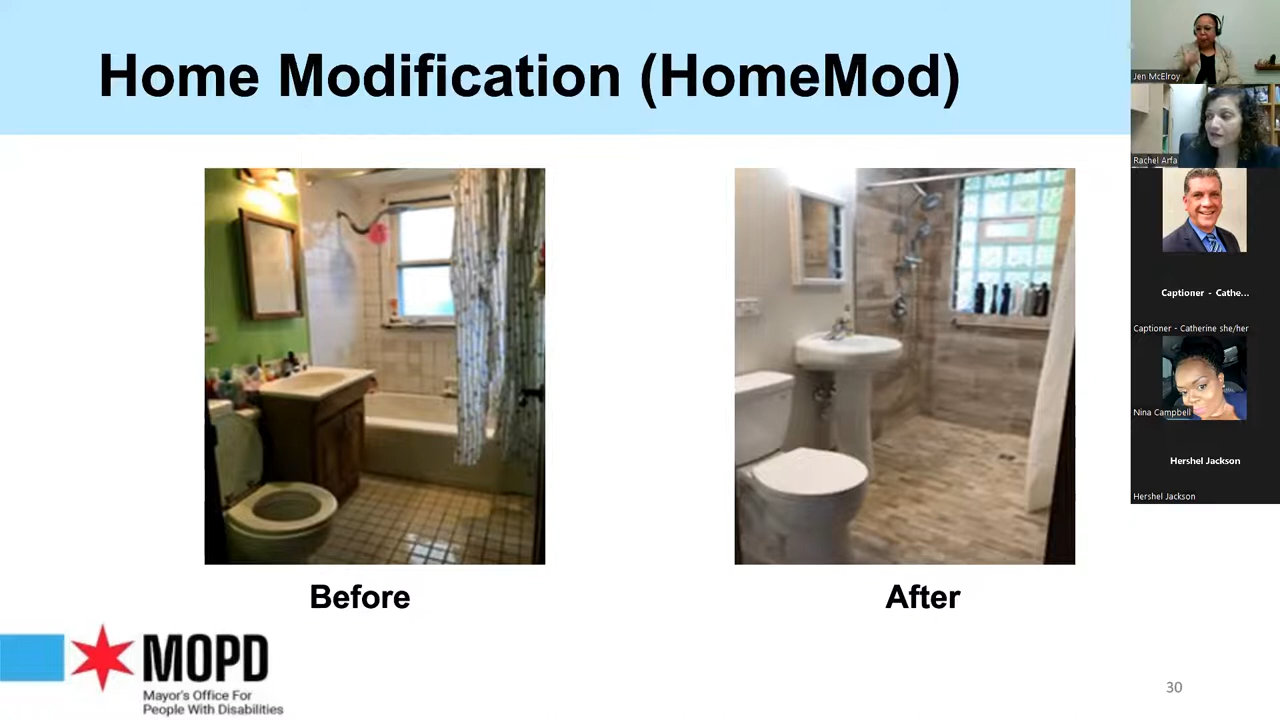 Home Modification (HomeMod)
Before
After
MOPD
Mayor's Office For
People With Disabilities
30
Jen McElroy
Rachel Arfa
Captioner - Cathe...
Captioner - Catherine she/her
Nina Campbell
Hershel Jackson
Hershel Jackson